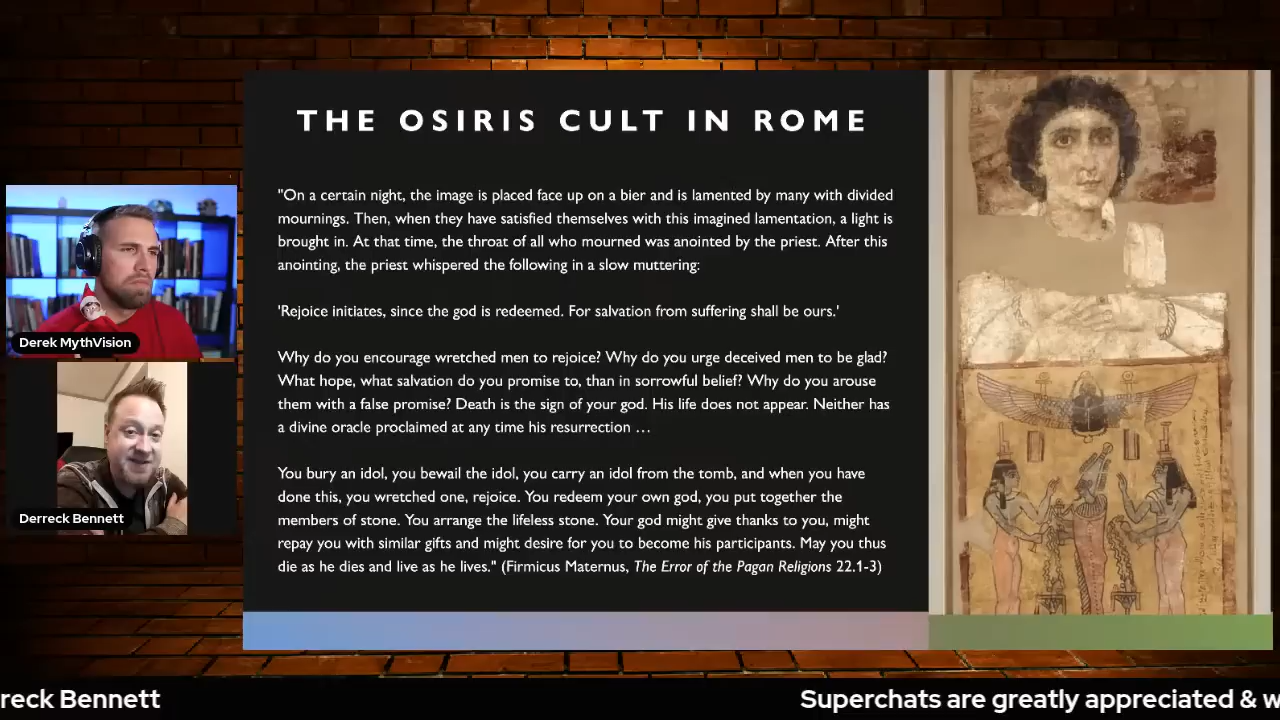 THE OSIRIS CULT IN ROME
"On a certain night, the image is placed face up on a bier and is lamented by many with divided
mournings. Then, when they have satisfied themselves with this imagined lamentation, a light is
brought in. At that time, the throat of all who mourned was anointed by the priest. After this
anointing, the priest whispered the following in a slow muttering:
'Rejoice initiates, since the god is redeemed. For salvation from suffering shall be ours.'
Why do you encourage wretched men to rejoice? Why do you urge deceived men to be glad?
What hope, what salvation do you promise to, than in sorrowful belief? Why do you arouse
them with a false promise? Death is the sign of your god. His life does not appear. Neither has
a divine oracle proclaimed at any time his resurrection …
You bury an idol, you bewail the idol, you carry an idol from the tomb, and when you have
done this, you wretched one, rejoice. You redeem your own god, you put together the
members of stone. You arrange the lifeless stone. Your god might give thanks to you, might
repay you with similar gifts and might desire for you to become his participants. May you thus
die as he dies and live as he lives." (Firmicus Maternus, The Error of the Pagan Religions 22.1-3)
Derek MythVision
Derreck Bennett
rreck Bennett
Superchats are greatly appreciated & w